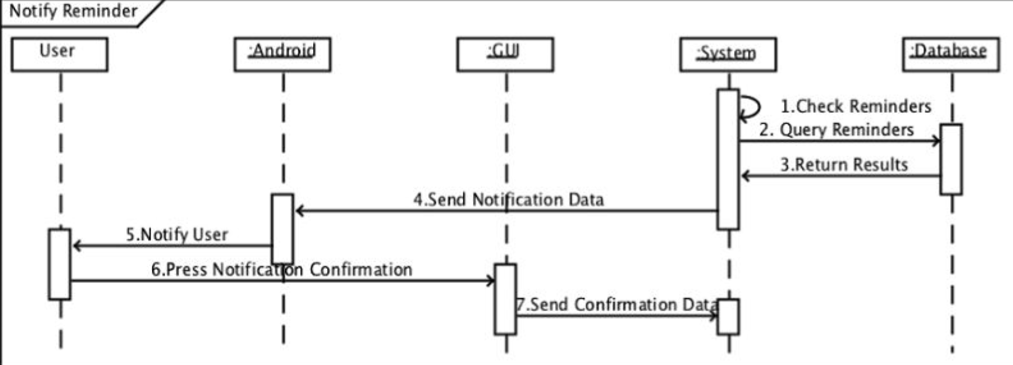 Notify Reminder
User
:Android
:GUI
:System
:Database
1.Check Reminders
2. Query Reminders
3.Return Results
4.Send Notification Data
5.Notify User
6.Press Notification Confirmation
7.Send Confirmation Data